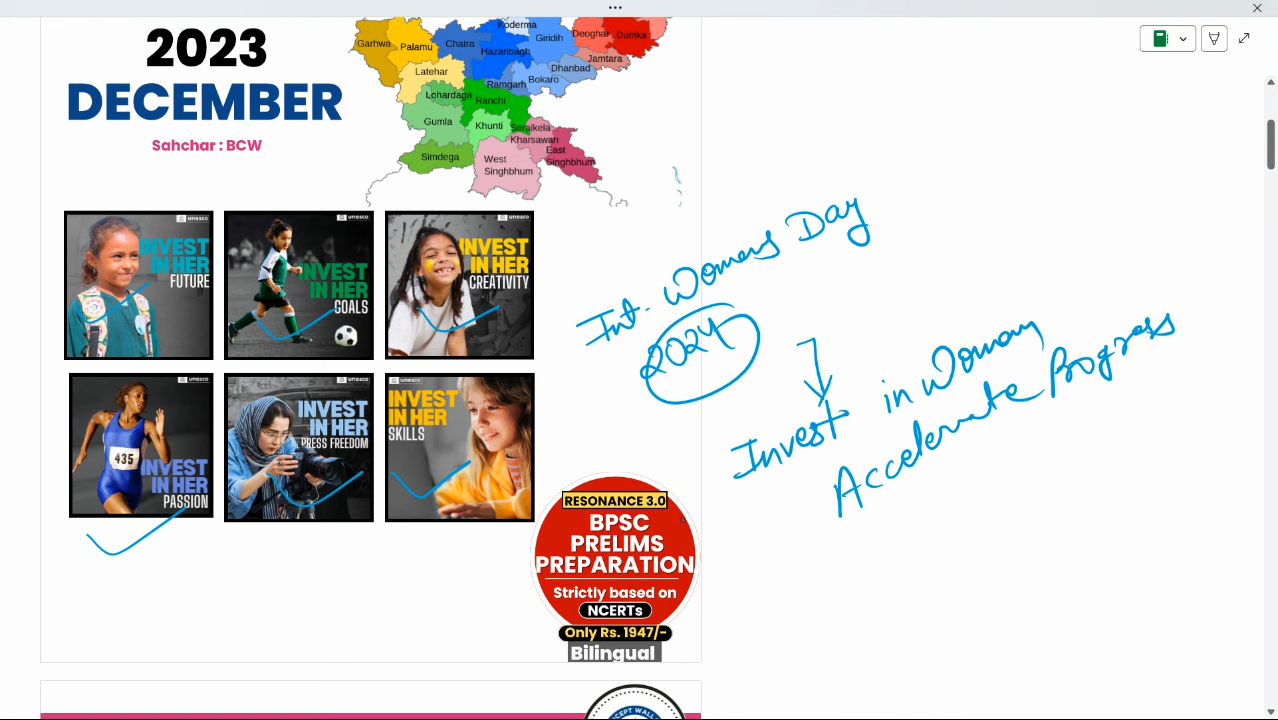 2023
DECEMBER
Sahchar : BCW
Koderma
Garhwa
Palamu
Chatra
Hazaribagh
Giridih
Deoghar
Dumka
Jamtara
Latehar
Dhanbad
Bokaro
Ramgarh
Lohardaga
Ranchi
Gumla
Khunti
Seraikela
Kharsawan
Simdega
West
Singhbhum
East
Singhbhum
unesco
INVEST
IN HER
FUTURE
unesco
INVEST
IN HER
GOALS
unesco
INVEST
IN HER
CREATIVITY
unesco
435
INVEST
IN HER
PASSION
unesco
INVEST
IN HER
PRESS FREEDOM
unesco
INVEST
IN HER
SKILLS
Int. Womens Day
2024
Invest in Woman
Accelerate Progress
RESONANCE 3.0
BPSC
PRELIMS
PREPARATION
Strictly based on
NCERTs
Only Rs. 1947/-
Bilingual
CEPT WALL